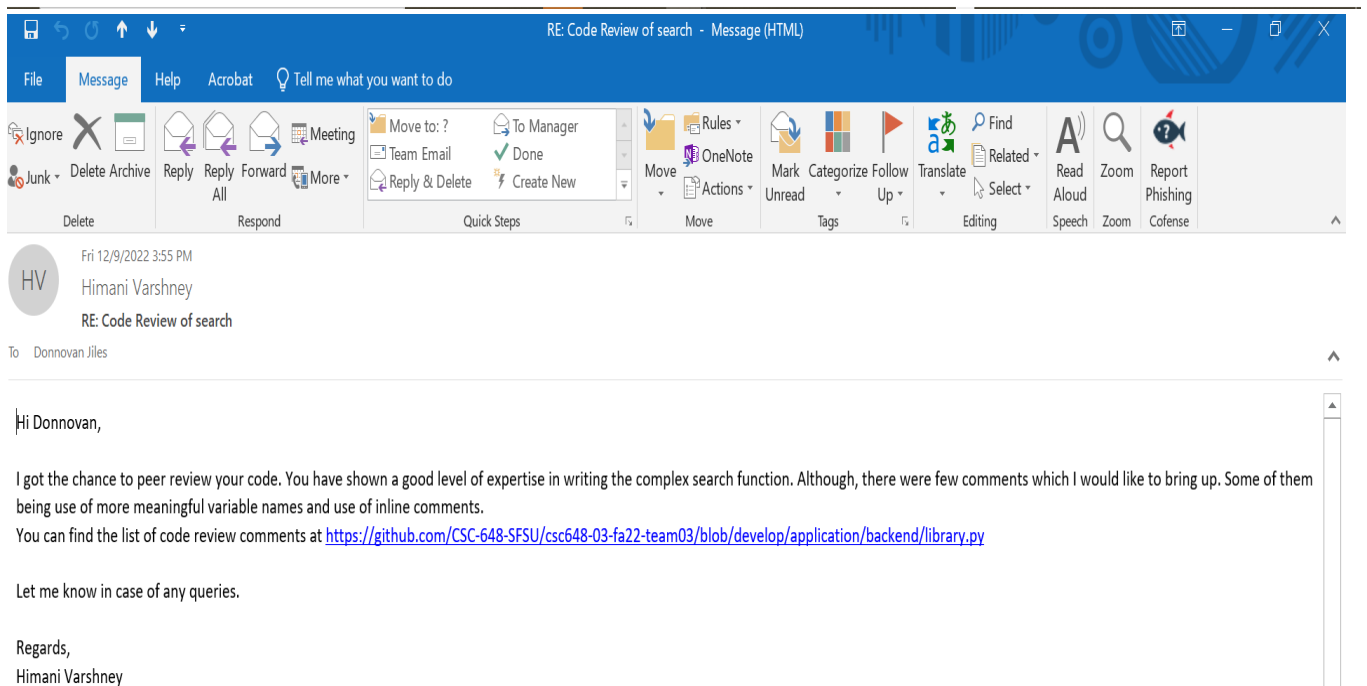 RE: Code Review of search - Message (HTML)
File Message Help Acrobat Tell me what you want to do
Ignore
Junk
Delete Archive
Reply Reply All Forward
Meeting
More
Move to: ? To Manager
Team Email Done
Reply & Delete Create New
Move
Rules
OneNote
Actions
Mark Unread Categorize Follow Up
Translate
Find
Related
Select
Read Aloud
Zoom
Report Phishing
Delete Respond Quick Steps Move Tags Editing Speech Zoom Cofense
HV
Fri 12/9/2022 3:55 PM
Himani Varshney
RE: Code Review of search
To Donnovan Jiles
Hi Donnovan,
I got the chance to peer review your code. You have shown a good level of expertise in writing the complex search function. Although, there were few comments which I would like to bring up. Some of them
being use of more meaningful variable names and use of inline comments.
You can find the list of code review comments at https://github.com/CSC-648-SFSU/csc648-03-fa22-team03/blob/develop/application/backend/library.py
Let me know in case of any queries.
Regards,
Himani Varshney